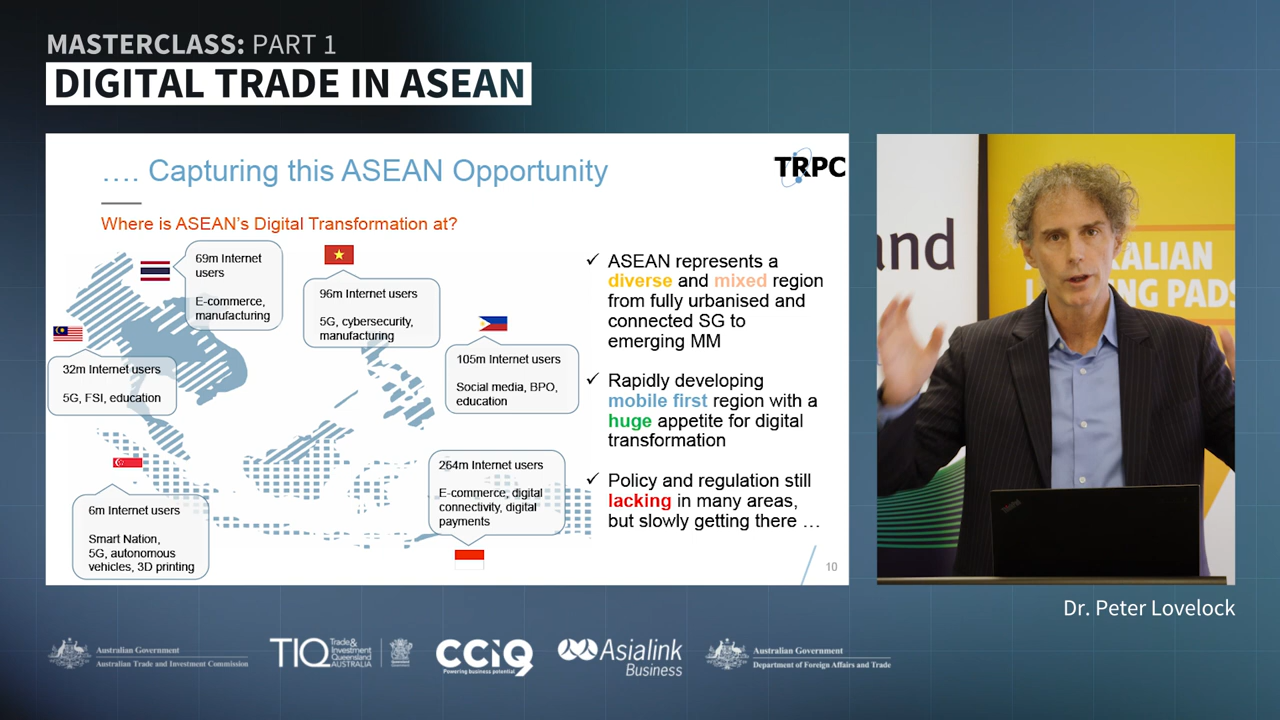 MASTERCLASS: PART 1
DIGITAL TRADE IN ASEAN
.... Capturing this ASEAN Opportunity
TRPC
Where is ASEAN's Digital Transformation at?
69m Internet
users
E-commerce,
manufacturing
96m Internet users
5G, cybersecurity,
manufacturing
105m Internet users
Social media, BPO,
education
32m Internet users
5G, FSI, education
264m Internet users
E-commerce, digital
connectivity, digital
payments
6m Internet users
Smart Nation,
5G, autonomous
vehicles, 3D printing
✓ ASEAN represents a
diverse and mixed region
from fully urbanised and
connected SG to
emerging MM
✓ Rapidly developing
mobile first region with a
huge appetite for digital
transformation
✓ Policy and regulation still
lacking in many areas,
but slowly getting there …
10
and
Dr. Peter Lovelock
Australian Government
Australian Trade and Investment Commission
TIQ
Trade&
Investment
Queensland
AUSTRALIA
CCIQ
Powering business potential
Asialink
Business
Australian Government
Department of Foreign Affairs and Trade